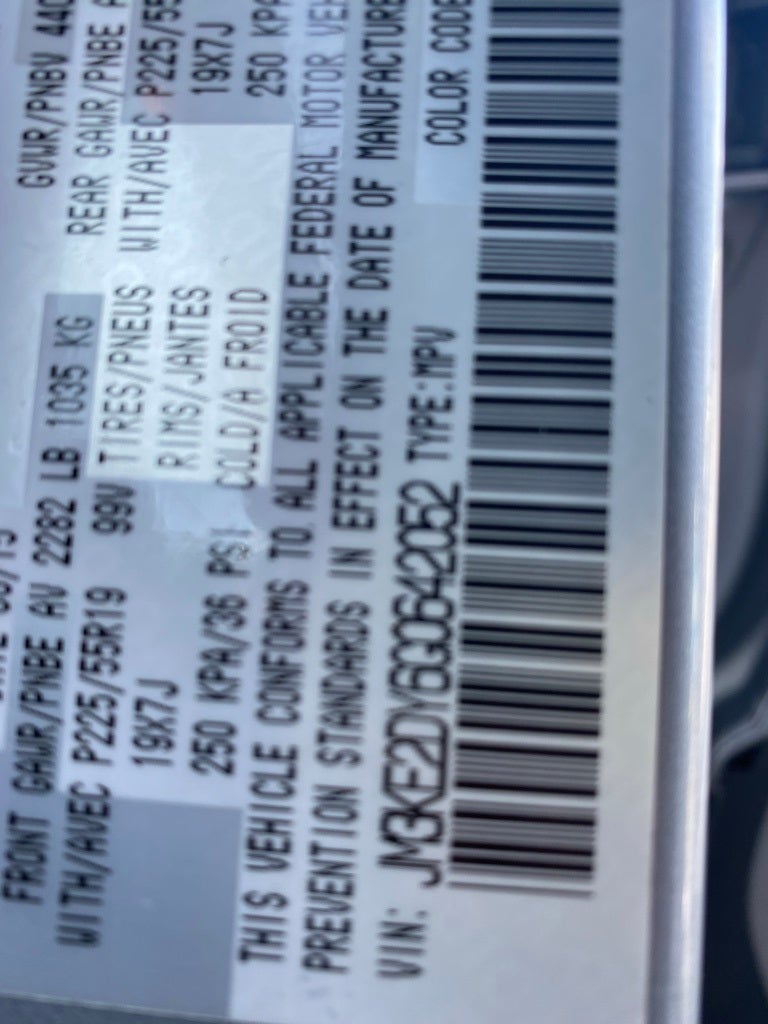 GVWR/PNBV 440
FRONT GAWR/PNBE AV 2282 LB 1035 KG REAR GAWR/PNBE A
WITH/AVEC P225/55R19 99V TIRES/PNEUS WITH/AVEC P225/55
19X7J RIMS/JANTES 19X7J
250 KPA/36 PSI COLD/A FROID 250 KPA
THIS VEHICLE CONFORMS TO ALL APPLICABLE FEDERAL MOTOR VEH
PREVENTION STANDARDS IN EFFECT ON THE DATE OF MANUFACTURE
VIN: JM3KE2DY6G0642052 TYPE:MPV COLOR CODE